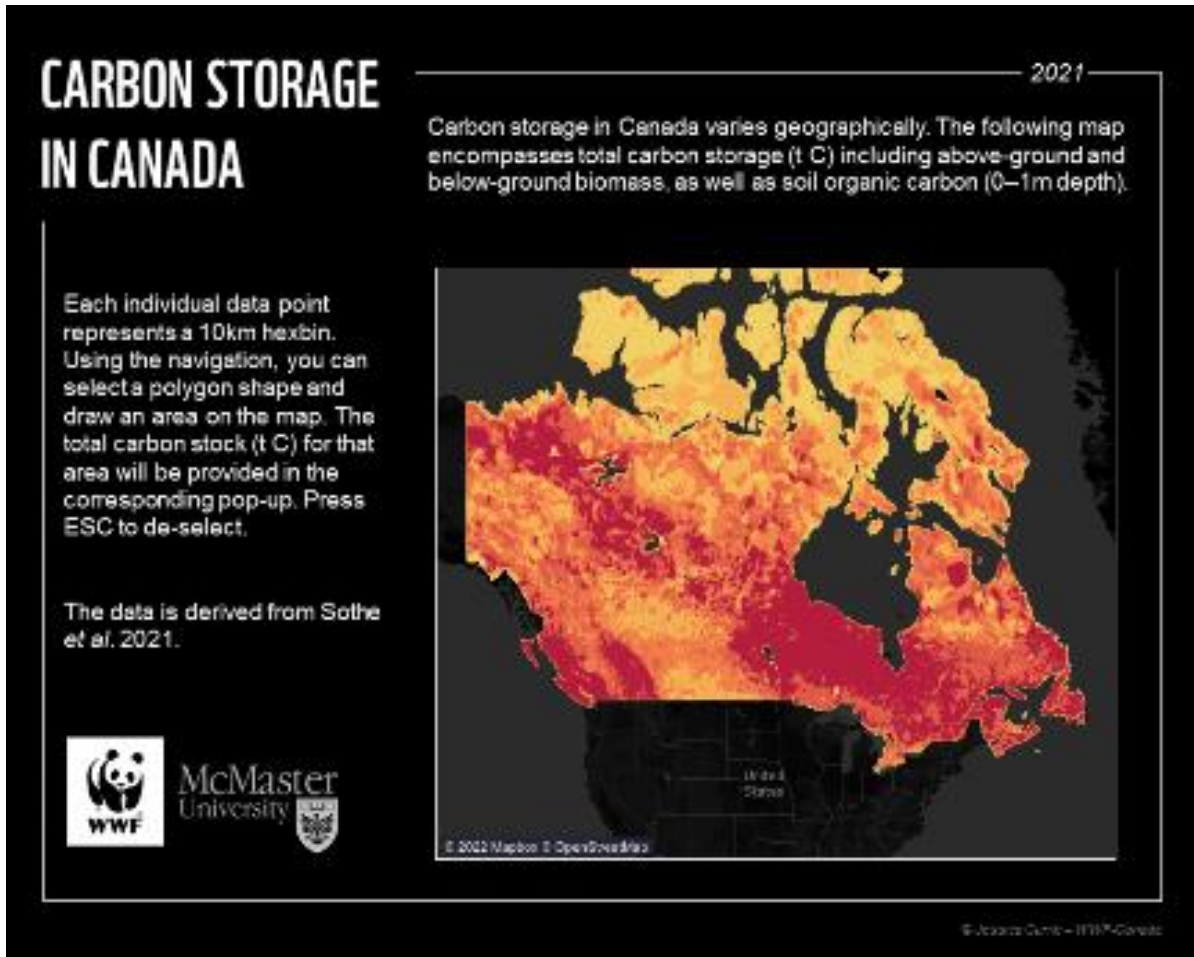 CARBON STORAGE
IN CANADA
2021
Carbon storage in Canada varies geographically. The following map
encompasses total carbon storage (t C) including above-ground and
below-ground biomass, as well as soil organic carbon (0–1m depth).
Each individual data point
represents a 10km hexbin.
Using the navigation, you can
select a polygon shape and
draw an area on the map. The
total carbon stock (t C) for that
area will be provided in the
corresponding pop-up. Press
ESC to de-select.
The data is derived from Sothe
et al. 2021.
WWF
McMaster
University
United
States
© 2022 Mapbox © OpenStreetMap
© Jessica Currie – WWF-Canada